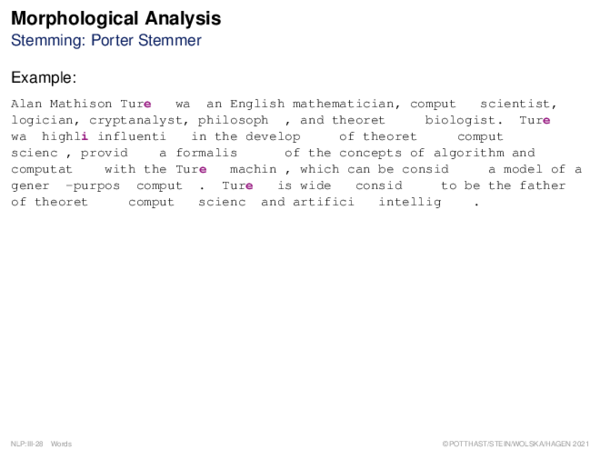 Morphological Analysis
Stemming: Porter Stemmer
Example:
Alan Mathison Ture wa an English mathematician, comput scientist,
logician, cryptanalyst, philosoph , and theoret biologist. Ture
wa highli influenti in the develop of theoret comput
scienc , provid a formalis of the concepts of algorithm and
computat with the Ture machin , which can be consid a model of a
gener -purpos comput . Ture is wide consid to be the father
of theoret comput scienc and artifici intellig .
NLP:III-28 Words
©POTTHAST/STEIN/WOLSKA/HAGEN 2021